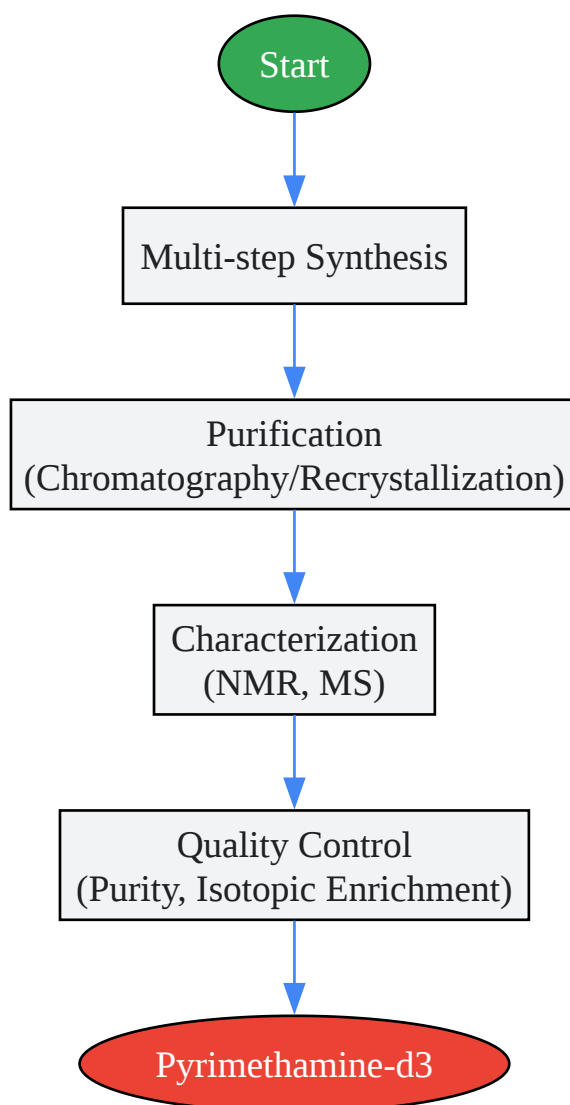 Start
Multi-step Synthesis
Purification
(Chromatography/Recrystallization)
Characterization
(NMR, MS)
Quality Control
(Purity, Isotopic Enrichment)
Pyrimethamine-d3